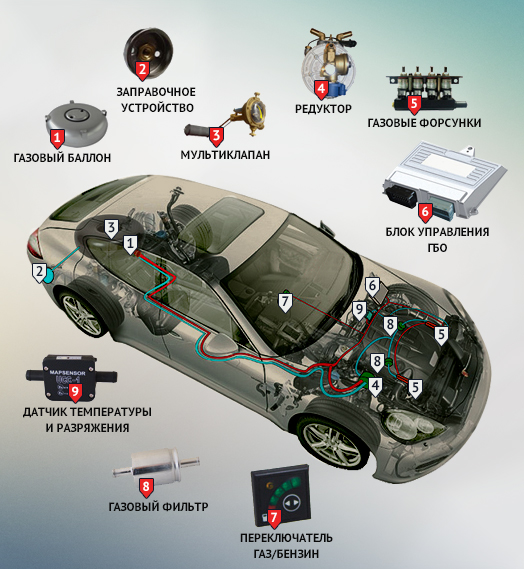 2
ЗАПРАВОЧНОЕ
УСТРОЙСТВО
4
РЕДУКТОР
5
ГАЗОВЫЕ ФОРСУНКИ
1
ГАЗОВЫЙ БАЛЛОН
3
МУЛЬТИКЛАПАН
6
БЛОК УПРАВЛЕНИЯ
ГБО
3
1
2
7
6
9
8
5
8
4
5
MAPSENSOR
9
ДАТЧИК ТЕМПЕРАТУРЫ
И РАЗРЯЖЕНИЯ
8
ГАЗОВЫЙ ФИЛЬТР
7
ПЕРЕКЛЮЧАТЕЛЬ
ГАЗ/БЕНЗИН